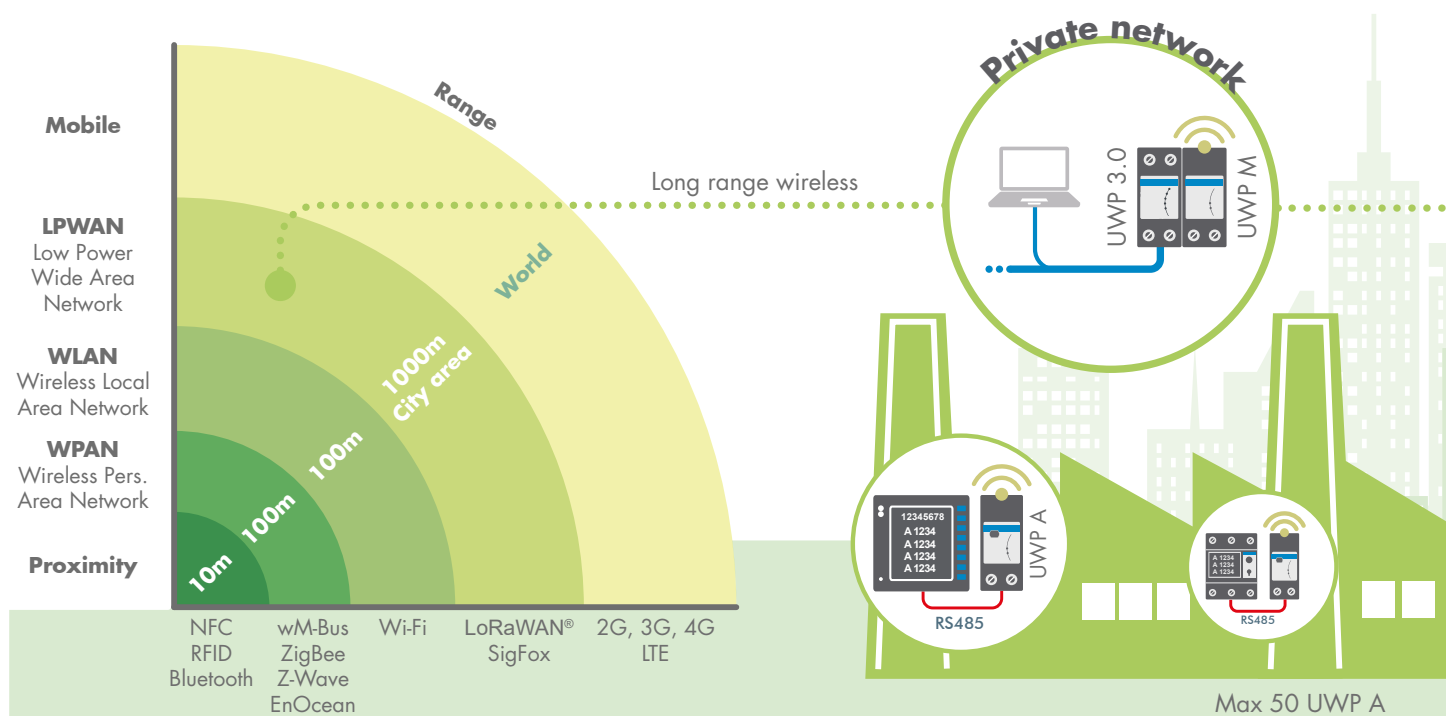 Mobile
LPWAN
Low Power
Wide Area
Network
WLAN
Wireless Local
Area Network
WPAN
Wireless Pers.
Area Network
Proximity
Range
World
1000m
City area
100m
100m
10m
NFC
RFID
Bluetooth
wM-Bus
ZigBee
Z-Wave
EnOcean
Wi-Fi
LoRaWAN®
SigFox
2G, 3G, 4G
LTE
Long range wireless
Private network
UWP 3.0
UWP M
12345678
A 1234
A 1234
A 1234
A 1234
UWP A
RS485
A 1234
A 1234
A 1234
RS485
Max 50 UWP A